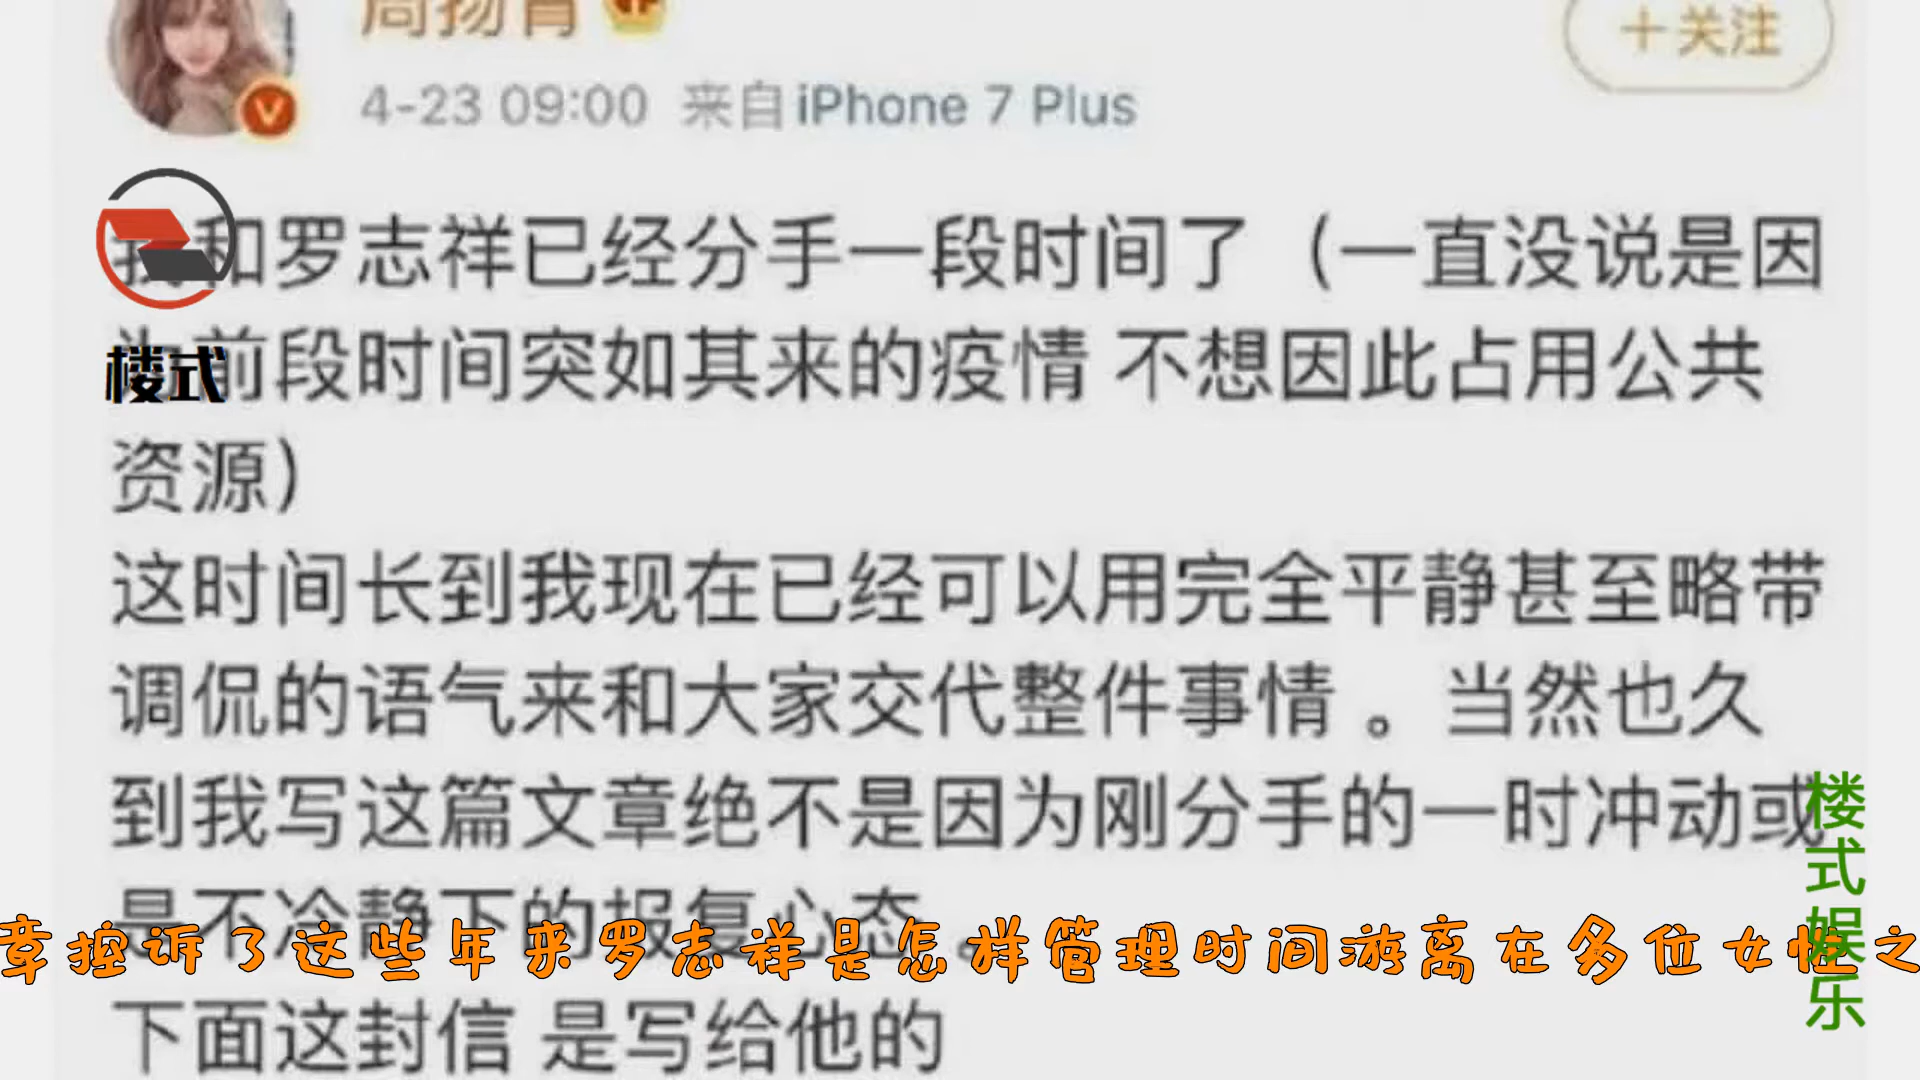 周扬青
+关注
4-23 09:00 来自 iPhone 7 Plus
我和罗志祥已经分手一段时间了（一直没说是因
为前段时间突如其来的疫情 不想因此占用公共
资源）
这时间长到我现在已经可以用完全平静甚至略带
调侃的语气来和大家交代整件事情。当然也久
到我写这篇文章绝不是因为刚分手的一时冲动或
是不冷静下的报复心态。
下面这封信 是写给他的
章控诉了这些年来罗志祥是怎样管理时间游离在多位女性之
楼式
楼式娱乐